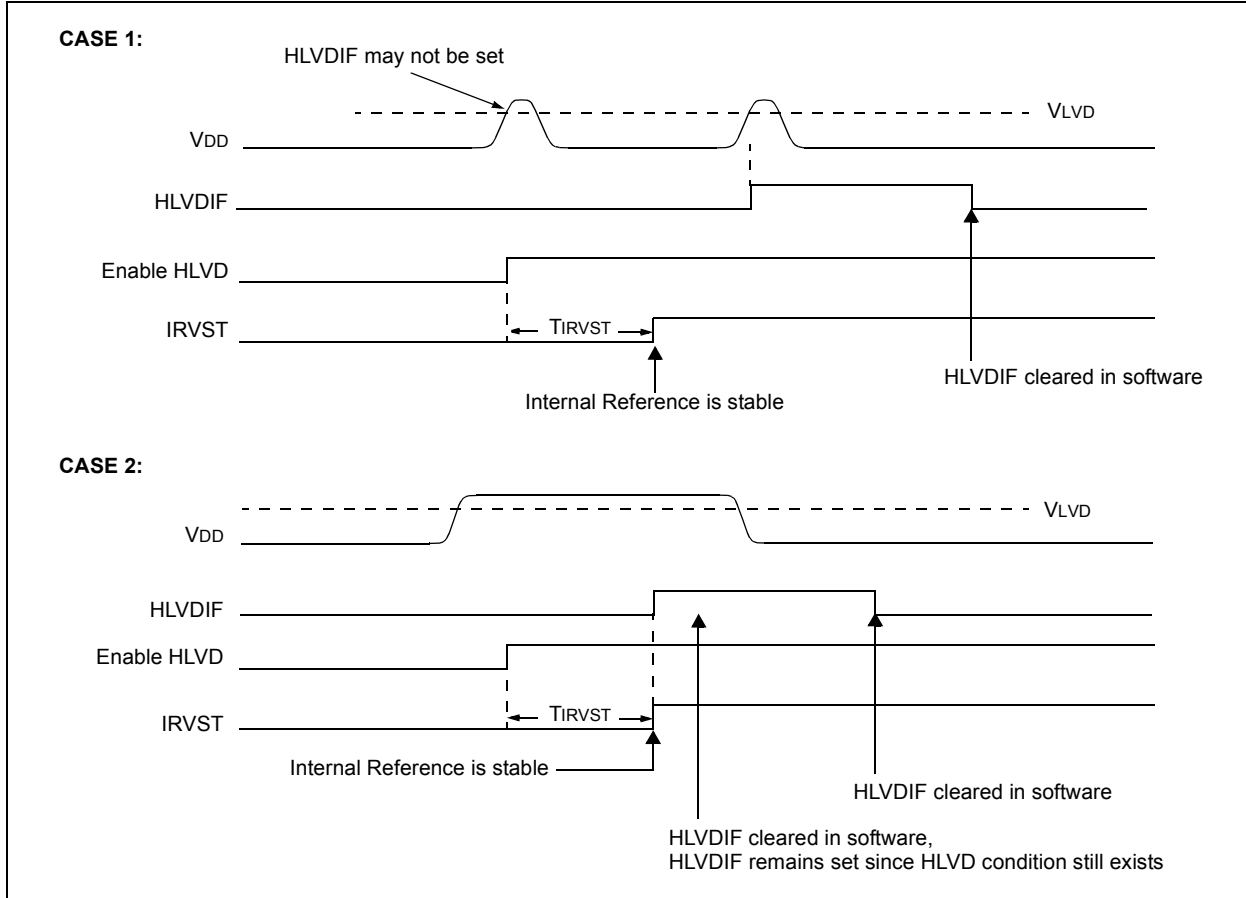 CASE 1:
HLVDIF may not be set
VLVD
VDD
HLVDIF
Enable HLVD
TIRVST
IRVST
HLVDIF cleared in software
Internal Reference is stable
CASE 2:
VLVD
VDD
HLVDIF
Enable HLVD
TIRVST
IRVST
Internal Reference is stable
HLVDIF cleared in software
HLVDIF cleared in software,
HLVDIF remains set since HLVD condition still exists